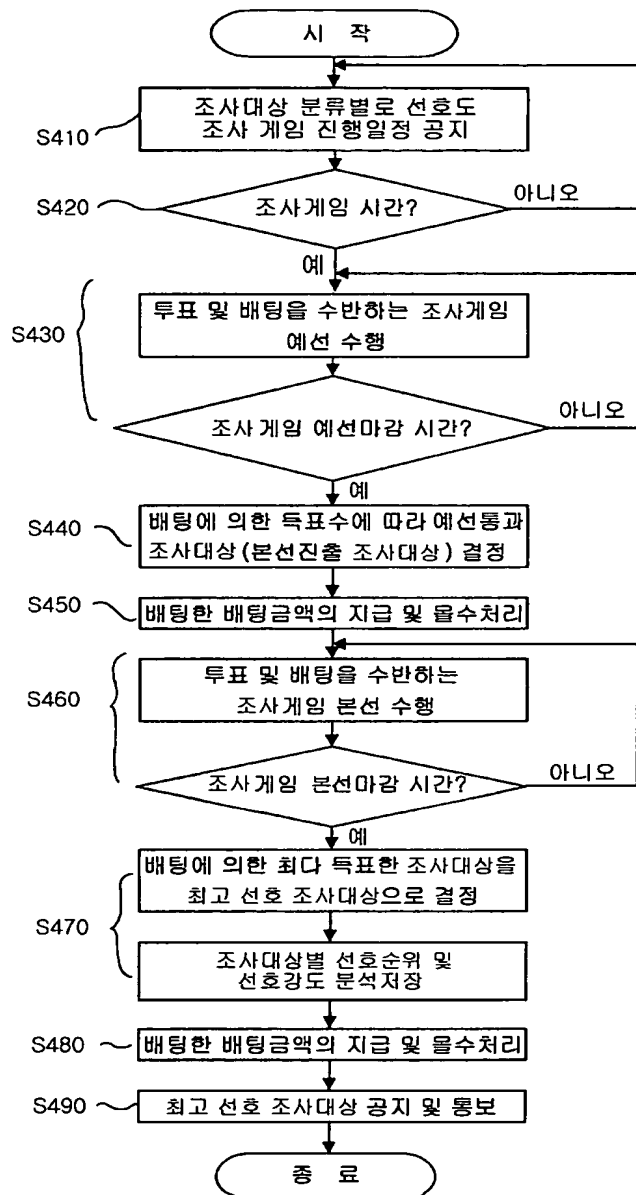 시 작
S410
조사대상 분류별로 선호도
조사 게임 진행일정 공지
S420
조사게임 시간?
아니오
예
S430
투표 및 배팅을 수반하는 조사게임
예선 수행
조사게임 예선마감 시간?
아니오
예
S440
배팅에 의한 득표수에 따라 예선통과
조사대상(본선진출 조사대상) 결정
S450
배팅한 배팅금액의 지급 및 몰수처리
S460
투표 및 배팅을 수반하는
조사게임 본선 수행
조사게임 본선마감 시간?
아니오
예
S470
배팅에 의한 최다 득표한 조사대상을
최고 선호 조사대상으로 결정
조사대상별 선호순위 및
선호강도 분석저장
S480
배팅한 배팅금액의 지급 및 몰수처리
S490
최고 선호 조사대상 공지 및 통보
종 료